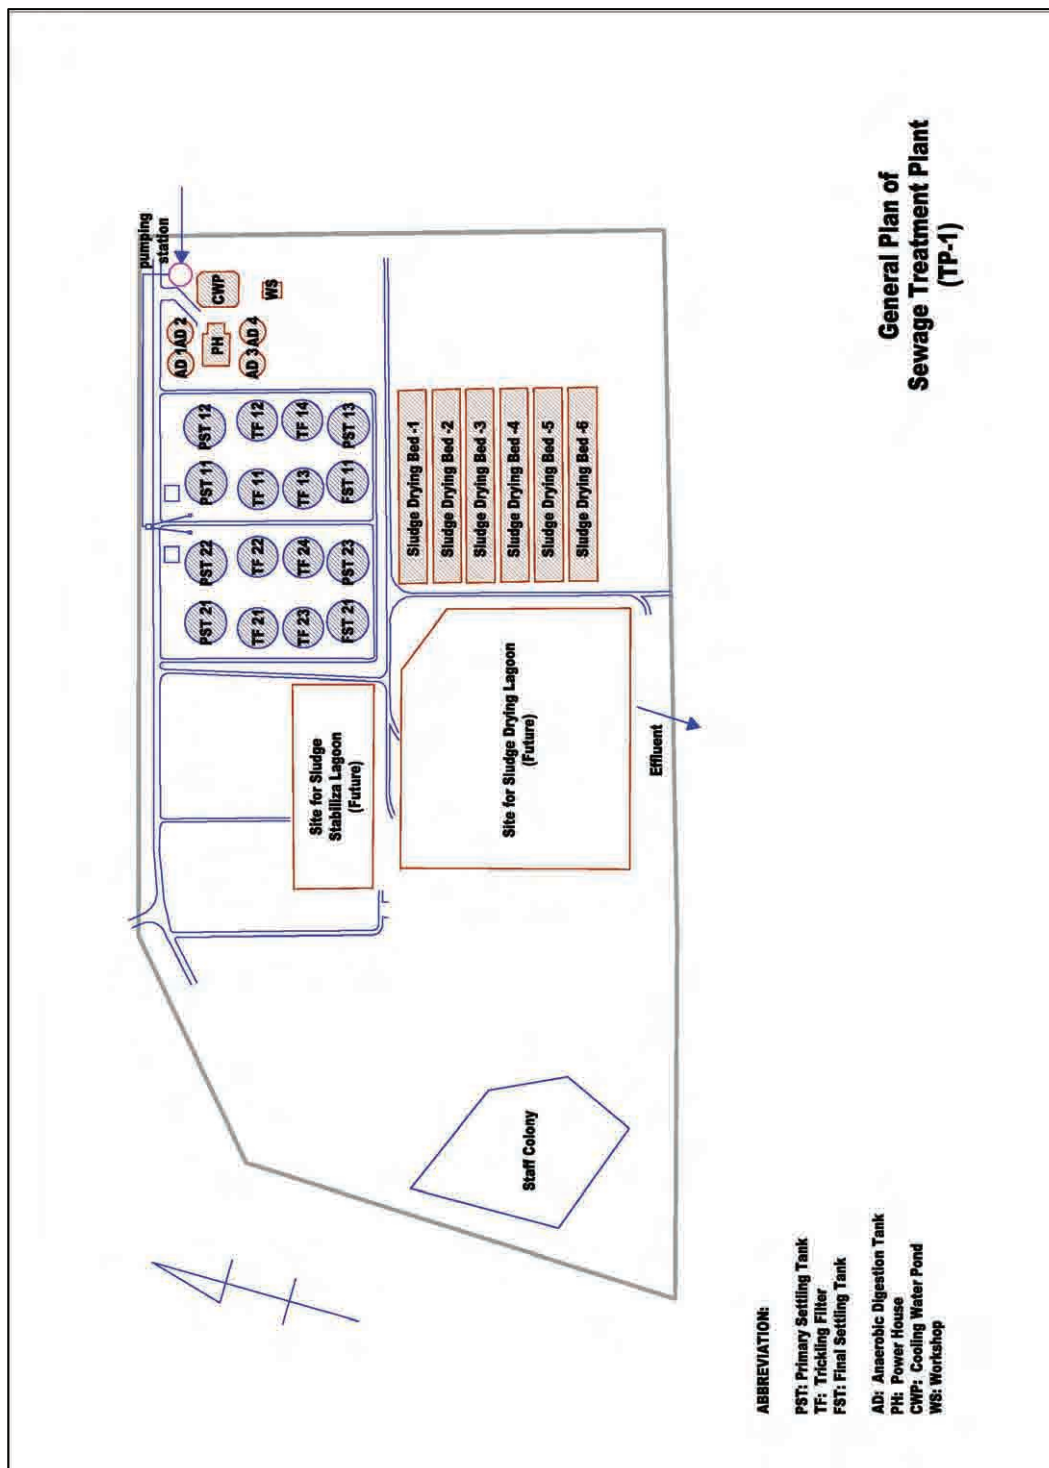 General Plan of
Sewage Treatment Plant
(TP-1)
pumping
station
CWP
WS
AD 1
AD 2
PH
AD 3
AD 4
PST 21
PST 22
PST 11
PST 12
TF 21
TF 22
TF 11
TF 12
TF 23
TF 24
TF 13
TF 14
FST 21
PST 23
FST 11
PST 13
Sludge Drying Bed -1
Sludge Drying Bed -2
Sludge Drying Bed -3
Sludge Drying Bed -4
Sludge Drying Bed -5
Sludge Drying Bed -6
Site for Sludge
Stabiliza Lagoon
(Future)
Site for Sludge Drying Lagoon
(Future)
Effluent
Staff Colony
ABBREVIATION:
PST: Primary Settling Tank
TF: Trickling Filter
FST: Final Settling Tank
AD: Anaerobic Digestion Tank
PH: Power House
CWP: Cooling Water Pond
WS: Workshop